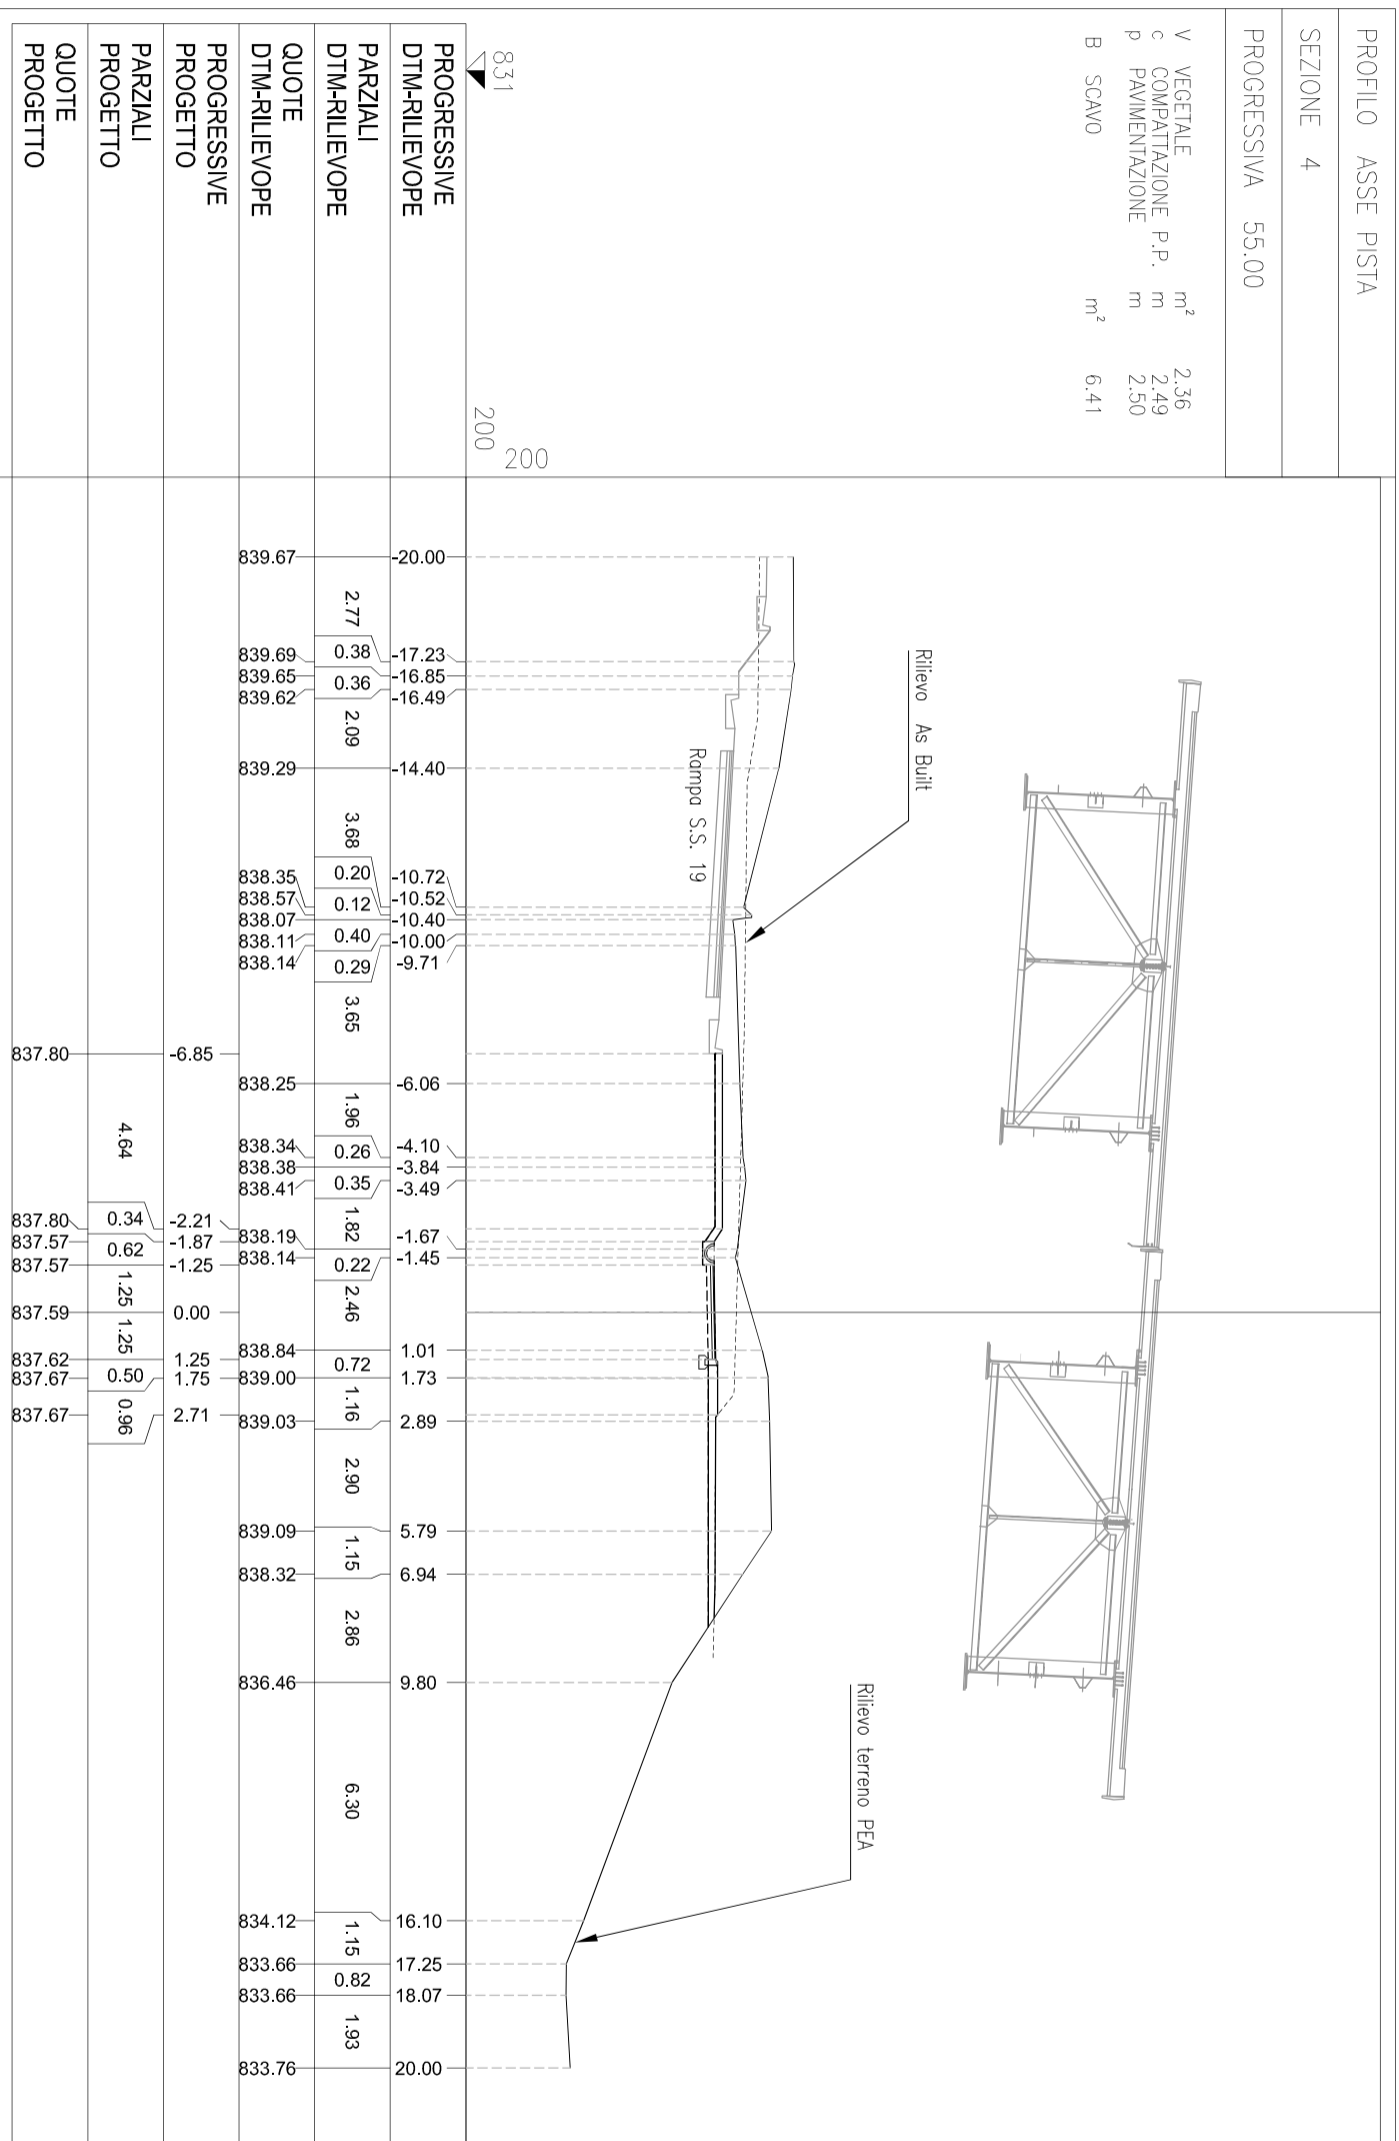 PROFILO ASSE PISTA
SEZIONE 4
PROGRESSIVA 55.00
V VEGETALE m² 2.36
c COMPATTAZIONE P.P. m 2.49
p PAVIMENTAZIONE m 2.50
B SCAVO m² 6.41
Rilievo As Built
Rilievo terreno PEA
Rampa S.S. 19
831
200
200
PROGRESSIVE
DTM-RILIEVOPE
-20.00 -17.23 -16.85 -16.49 -14.40 -10.72 -10.52 -10.40 -10.00 -9.71 -6.06 -4.10 -3.84 -3.49 -1.67 -1.45 1.01 1.73 2.89 5.79 6.94 9.80 16.10 17.25 18.07 20.00
PARZIALI
DTM-RILIEVOPE
2.77 0.38 0.36 2.09 3.68 0.20 0.12 0.40 0.29 3.65 1.96 0.26 0.35 1.82 0.22 2.46 0.72 1.16 2.90 1.15 2.86 6.30 1.15 0.82 1.93
QUOTE
DTM-RILIEVOPE
839.67 839.69 839.65 839.62 839.29 838.35 838.57 838.07 838.11 838.14 838.25 838.34 838.38 838.41 838.19 838.14 838.84 839.00 839.03 839.09 838.32 836.46 834.12 833.66 833.66 833.76
PROGRESSIVE
PROGETTO
-6.85 -2.21 -1.87 -1.25 0.00 1.25 1.75 2.71
PARZIALI
PROGETTO
4.64 0.34 0.62 1.25 1.25 0.50 0.96
QUOTE
PROGETTO
837.80 837.80 837.57 837.57 837.59 837.62 837.67 837.67